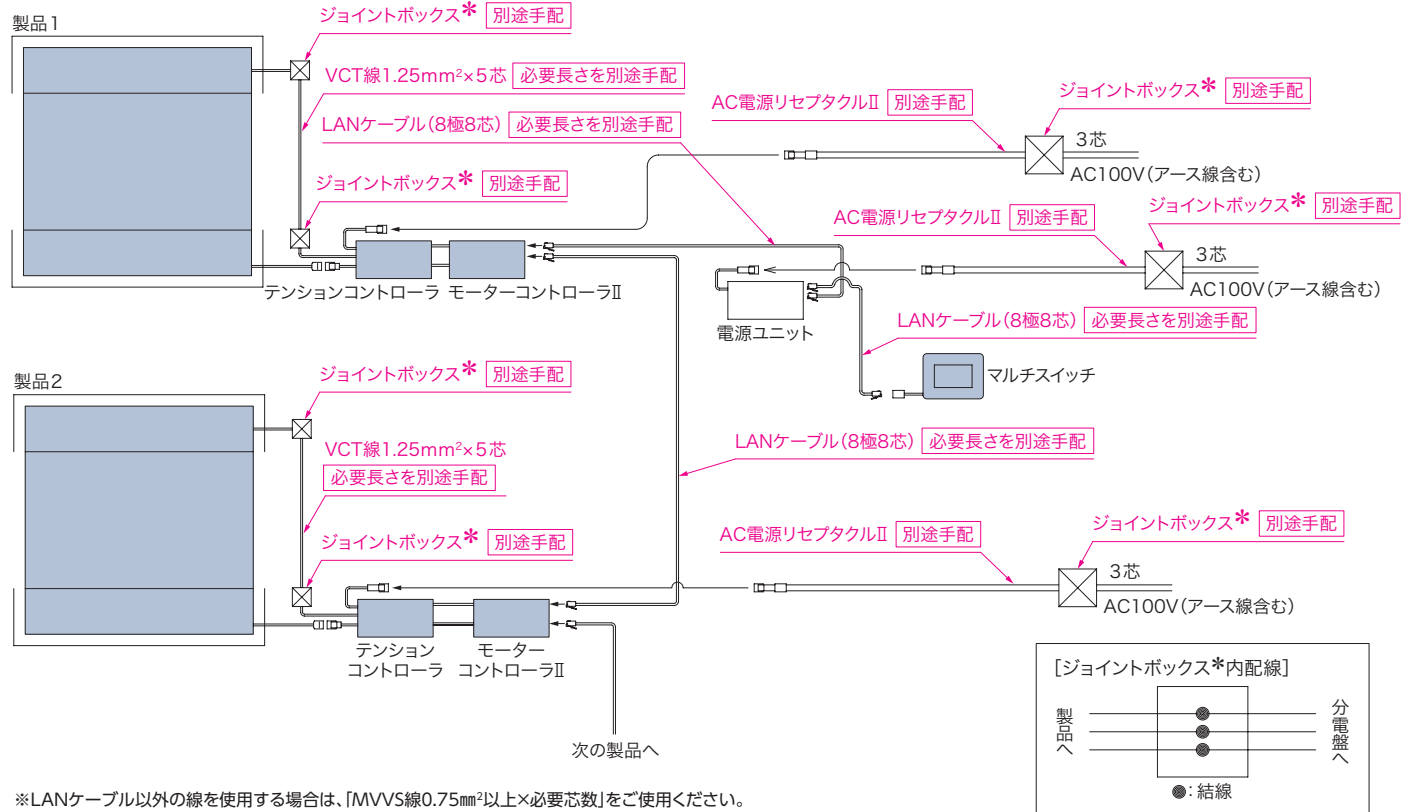 製品1
ジョイントボックス* 別途手配
VCT線1.25mm²×5芯 必要長さを別途手配
LANケーブル(8極8芯) 必要長さを別途手配
ジョイントボックス* 別途手配
テンションコントローラ モーターコントローラⅡ
AC電源リセプタクルⅡ 別途手配
ジョイントボックス* 別途手配
3芯
AC100V(アース線含む)
AC電源リセプタクルⅡ 別途手配
ジョイントボックス* 別途手配
3芯
AC100V(アース線含む)
電源ユニット
LANケーブル(8極8芯) 必要長さを別途手配
マルチスイッチ
製品2
ジョイントボックス* 別途手配
VCT線1.25mm²×5芯
必要長さを別途手配
ジョイントボックス* 別途手配
LANケーブル(8極8芯) 必要長さを別途手配
AC電源リセプタクルⅡ 別途手配
ジョイントボックス* 別途手配
3芯
AC100V(アース線含む)
テンション
コントローラ
モーター
コントローラⅡ
次の製品へ
[ジョイントボックス*内配線]
製品へ
分電盤へ
●:結線
※LANケーブル以外の線を使用する場合は、「MVVS線0.75mm²以上×必要芯数」をご使用ください。